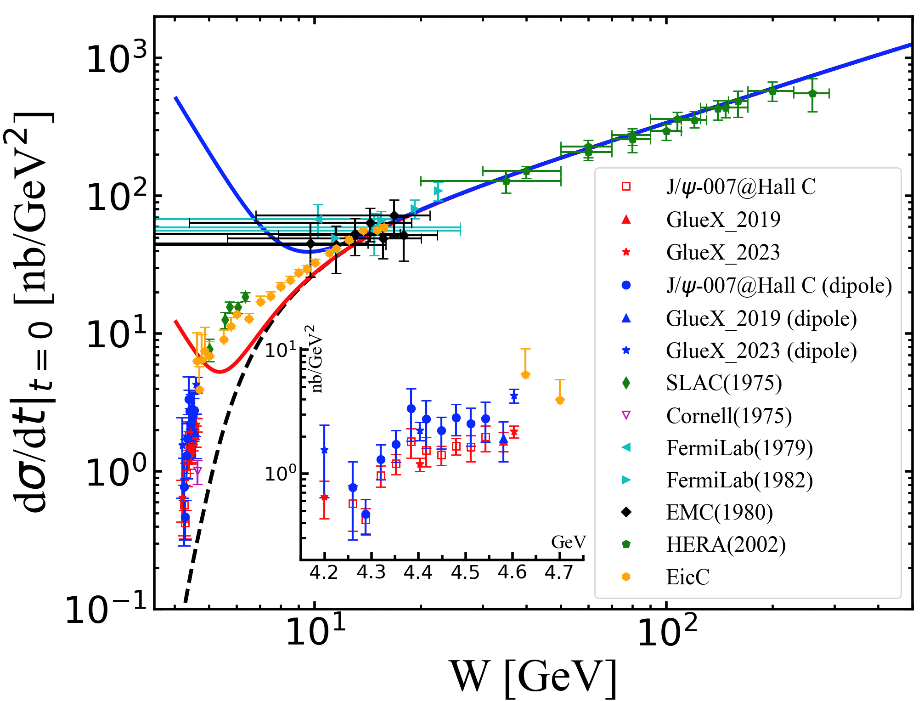 dσ/dt|t = 0 [nb/GeV²]
10³
10²
10¹
10⁰
10⁻¹
10¹
10²
W [GeV]
J/ψ-007@Hall C
GlueX_2019
GlueX_2023
J/ψ-007@Hall C (dipole)
GlueX_2019 (dipole)
GlueX_2023 (dipole)
SLAC(1975)
Cornell(1975)
FermiLab(1979)
FermiLab(1982)
EMC(1980)
HERA(2002)
EicC
nb/GeV²
10¹
10⁰
GeV
4.2 4.3 4.4 4.5 4.6 4.7